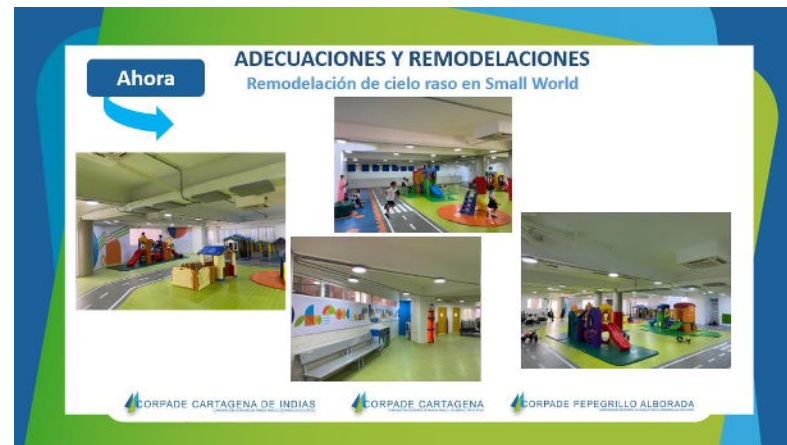 ADECUACIONES Y REMODELACIONES
Ahora
Remodelación de cielo raso en Small World
CORPADE CARTAGENA DE INDIAS
CORPADE CARTAGENA
CORPADE PEPEGRILLO ALBORADA